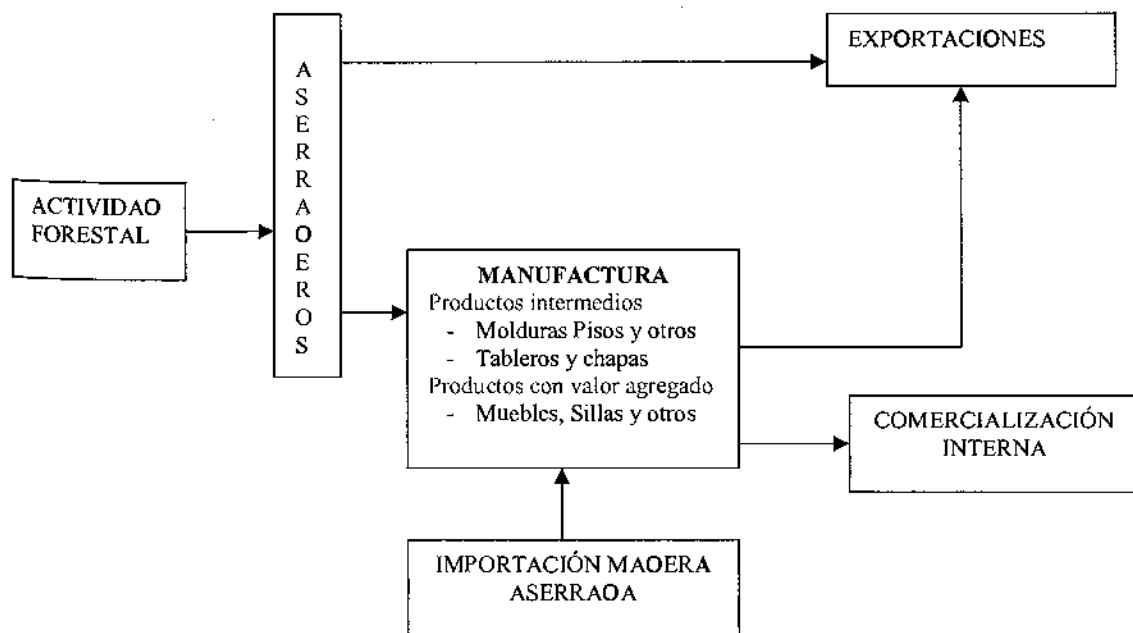 ACTIVIDAO
FORESTAL
A
S
E
R
R
A
O
E
R
O
S
EXPORTACIONES
MANUFACTURA
Productos intermedios
- Molduras Pisos y otros
- Tableros y chapas
Productos con valor agregado
- Muebles, Sillas y otros
COMERCIALIZACIÓN
INTERNA
IMPORTACIÓN MAOERA
ASERRAOA